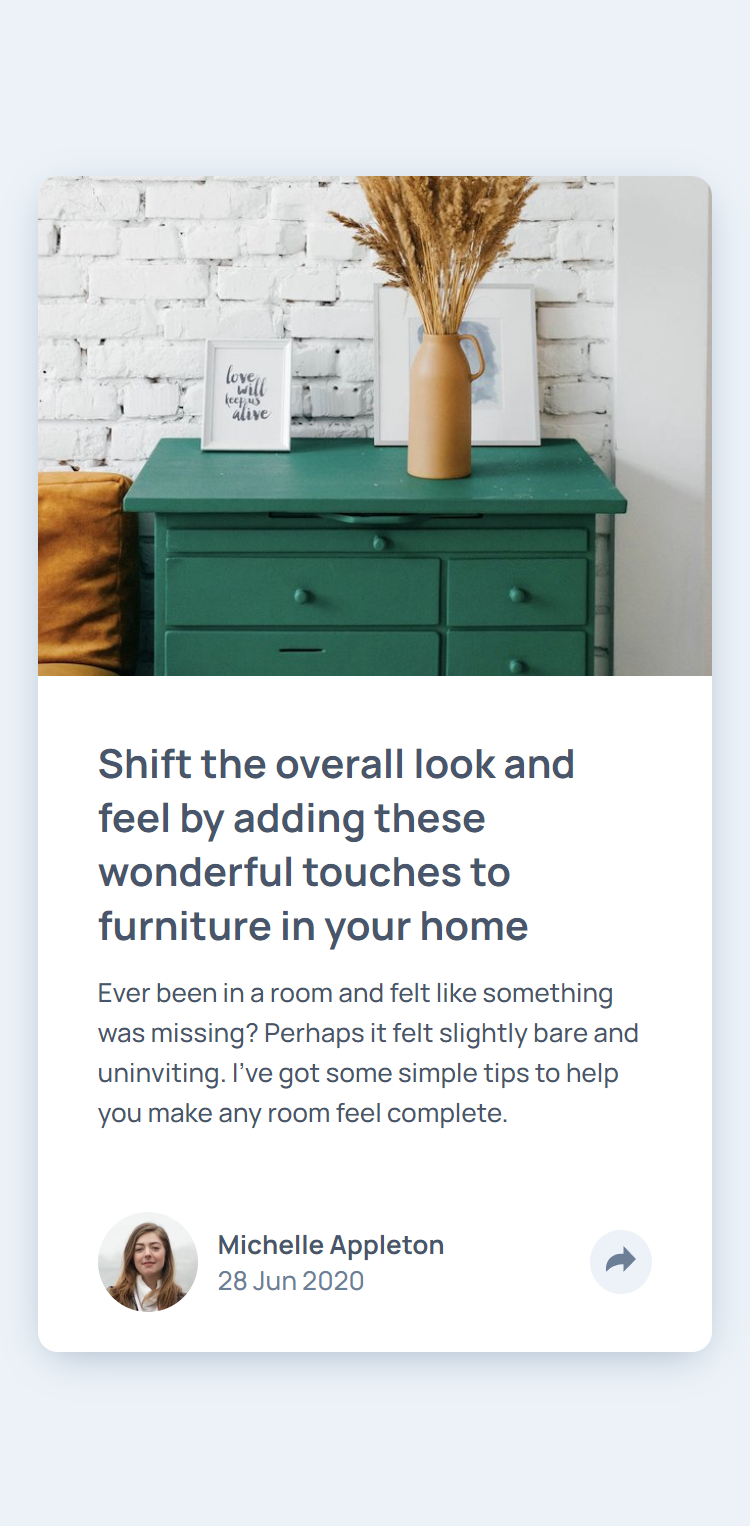 love
will
keep us
alive
Shift the overall look and
feel by adding these
wonderful touches to
furniture in your home
Ever been in a room and felt like something
was missing? Perhaps it felt slightly bare and
uninviting. I’ve got some simple tips to help
you make any room feel complete.
Michelle Appleton
28 Jun 2020